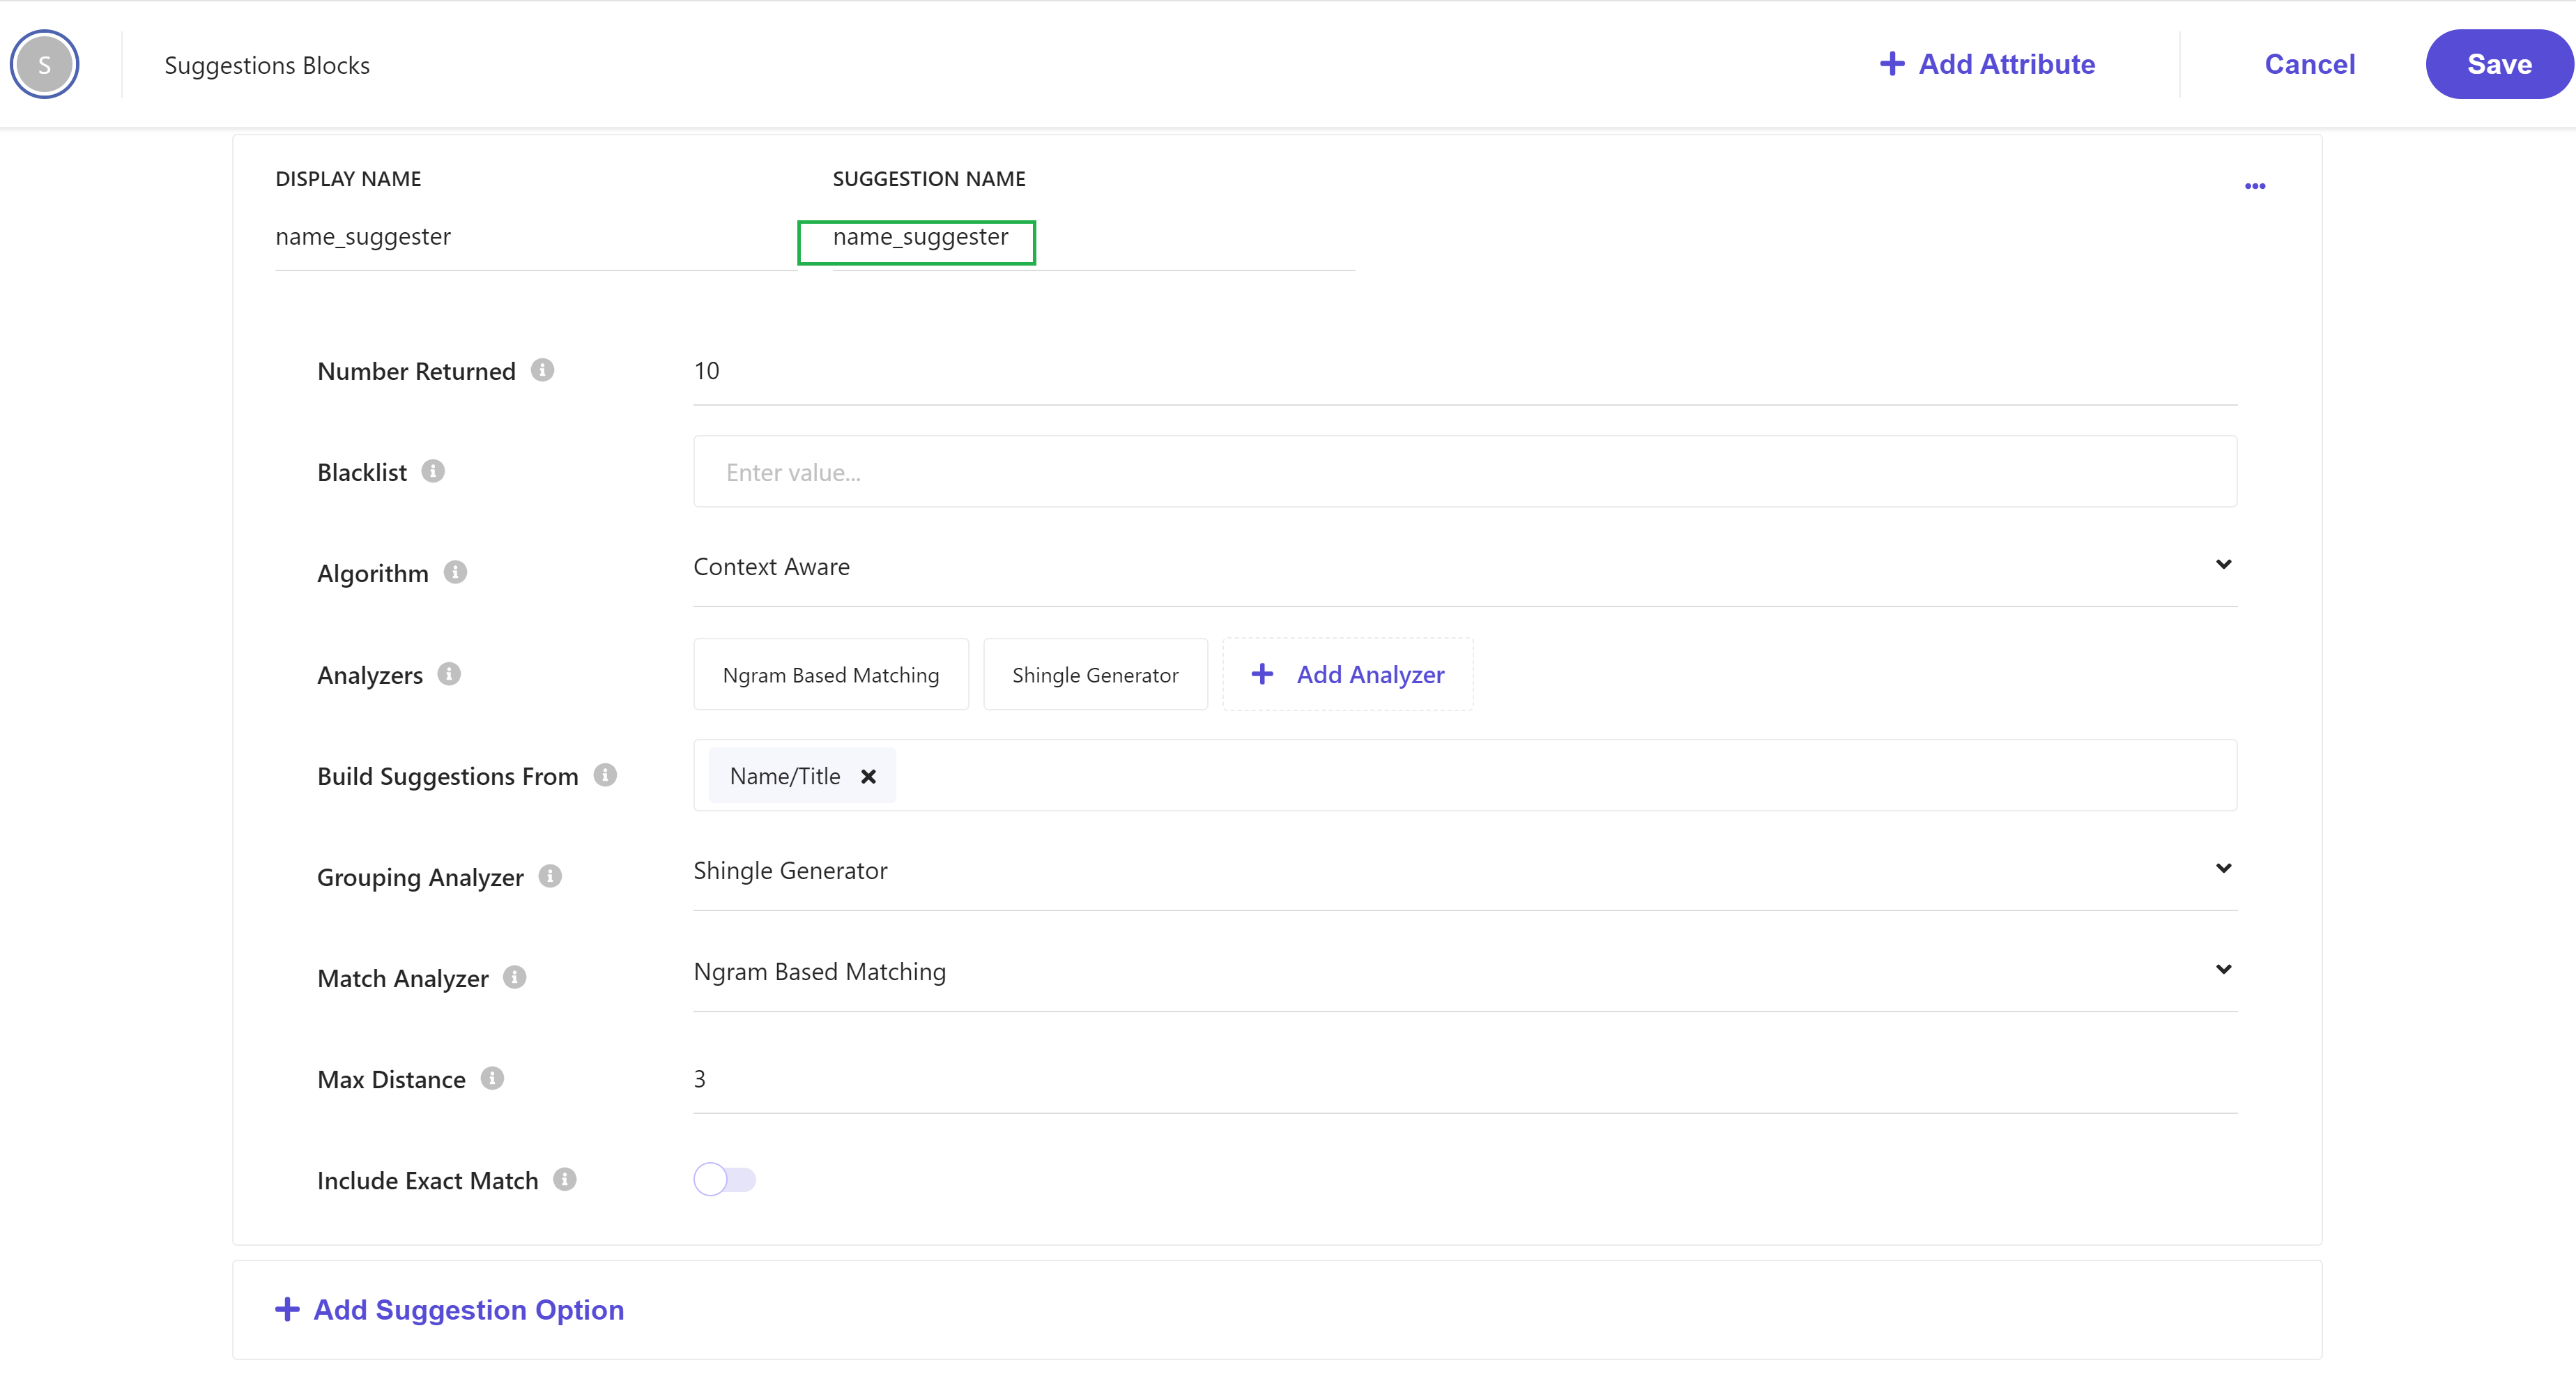 S
Suggestions Blocks
Add Attribute
Cancel
Save
DISPLAY NAME
SUGGESTION NAME
name_suggester
name_suggester
Number Returned
10
Blacklist
Enter value...
Algorithm
Context Aware
Analyzers
Ngram Based Matching
Shingle Generator
Add Analyzer
Build Suggestions From
Name/Title
Grouping Analyzer
Shingle Generator
Match Analyzer
Ngram Based Matching
Max Distance
3
Include Exact Match
Add Suggestion Option